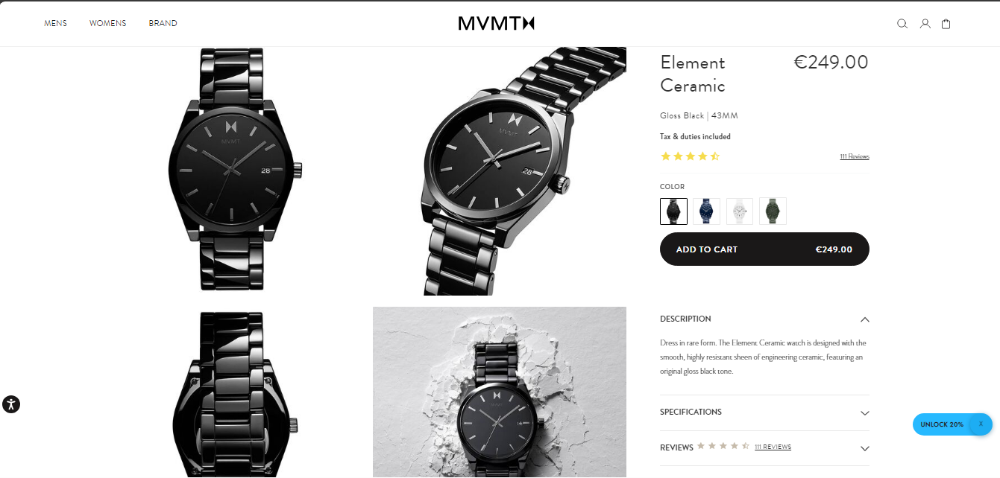 MENS WOMENS BRAND
MVMT
MVMT
28
MVMT
28
14
Element
Ceramic
€249.00
Gloss Black | 43MM
Tax & duties included
111 Reviews
COLOR
ADD TO CART €249.00
DESCRIPTION
Dress in rare form. The Element Ceramic watch is designed with the
smooth, highly resistant sheen of engineering ceramic, featuring an
original gloss black tone.
SPECIFICATIONS
UNLOCK 20% X
REVIEWS 111 REVIEWS